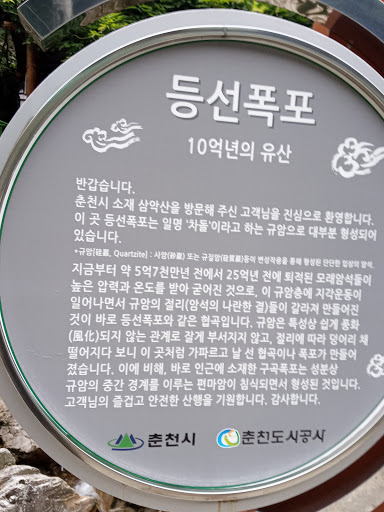 등선폭포
10억년의 유산
반갑습니다.
춘천시 소재 삼악산을 방문해 주신 고객님을 진심으로 환영합니다.
이 곳 등선폭포는 일명 '차돌'이라고 하는 규암으로 대부분 형성되어
있습니다.
*규암[硅巖, Quartzite] : 사암(砂巖) 또는 규질암(硅質巖)등이 변성작용을 통해 형성된 단단한 입상의 암석.
지금부터 약 5억7천만년 전에서 25억년 전에 퇴적된 모래암석들이
높은 압력과 온도를 받아 굳어진 것으로, 이 규암층에 지각운동이
일어나면서 규암의 절리(암석의 나란한 결)들이 갈라져 만들어진
것이 바로 등선폭포와 같은 협곡입니다. 규암은 특성상 쉽게 풍화
(風化)되지 않는 관계로 잘게 부서지지 않고, 절리에 따라 덩어리 채
떨어지다 보니 이 곳처럼 가파르고 날 선 협곡이나 폭포가 만들어
졌습니다. 이에 비해, 바로 인근에 소재한 구곡폭포는 성분상
규암의 중간 경계를 이루는 편마암이 침식되면서 형성된 것입니다.
고객님의 즐겁고 안전한 산행을 기원합니다. 감사합니다.
춘천시 춘천도시공사